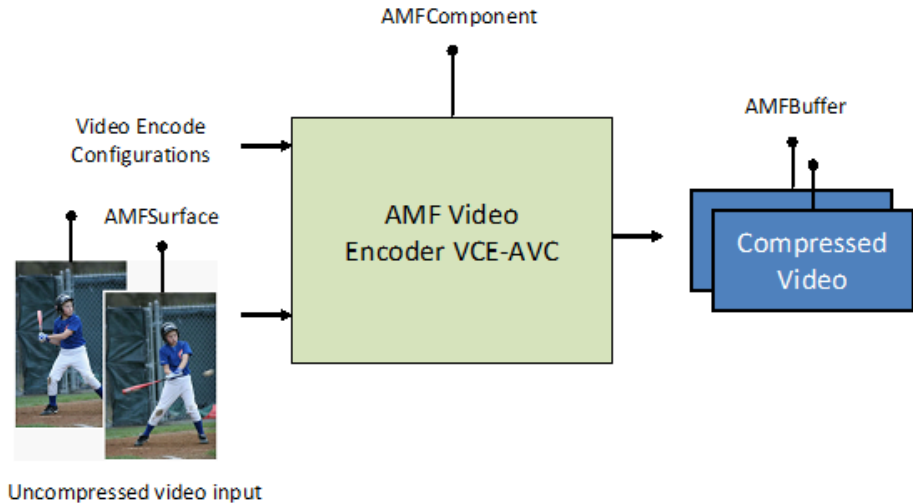 AMFComponent
AMFBuffer
Video Encode
Configurations
AMFSurface
AMF Video
Encoder VCE-AVC
Compressed
Video
Uncompressed video input